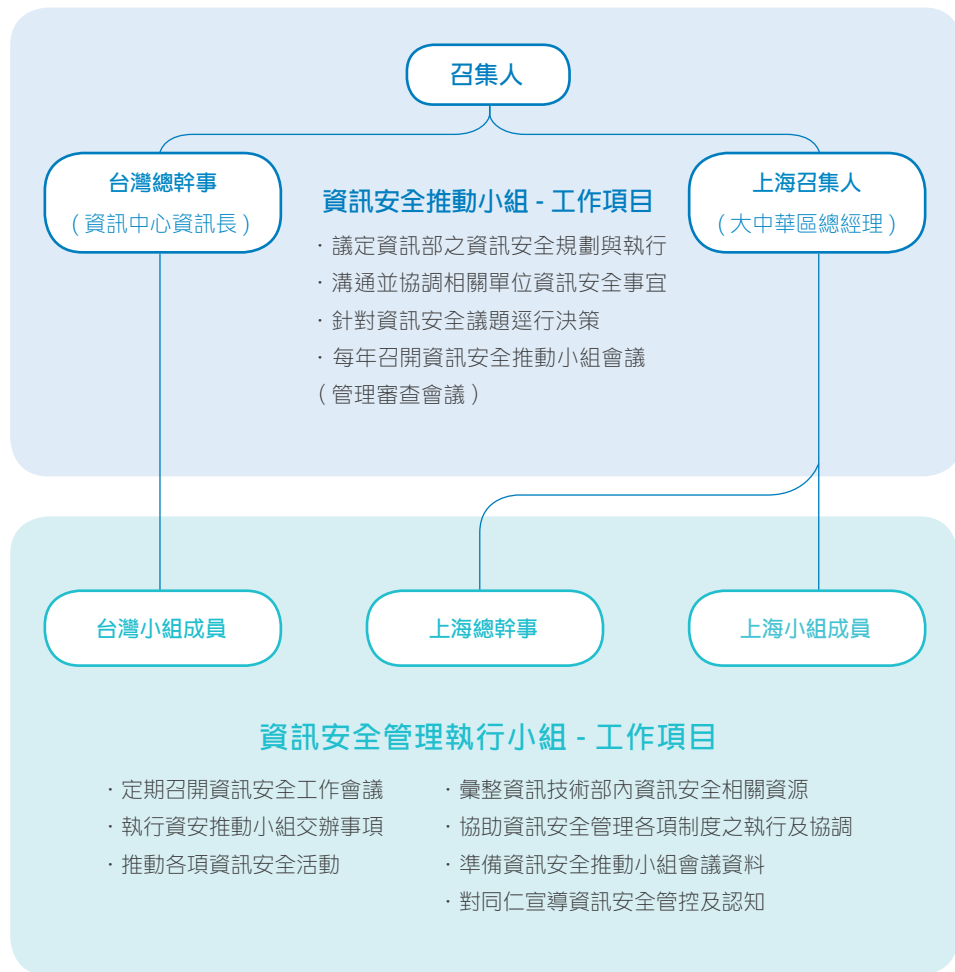 召集人
台灣總幹事
（資訊中心資訊長）
上海召集人
（大中華區總經理）
資訊安全推動小組 - 工作項目
．議定資訊部之資訊安全規劃與執行
．溝通並協調相關單位資訊安全事宜
．針對資訊安全議題逕行決策
．每年召開資訊安全推動小組會議
（管理審查會議）
台灣小組成員
上海總幹事
上海小組成員
資訊安全管理執行小組 - 工作項目
．定期召開資訊安全工作會議
．執行資安推動小組交辦事項
．推動各項資訊安全活動
．彙整資訊技術部內資訊安全相關資源
．協助資訊安全管理各項制度之執行及協調
．準備資訊安全推動小組會議資料
．對同仁宣導資訊安全管控及認知